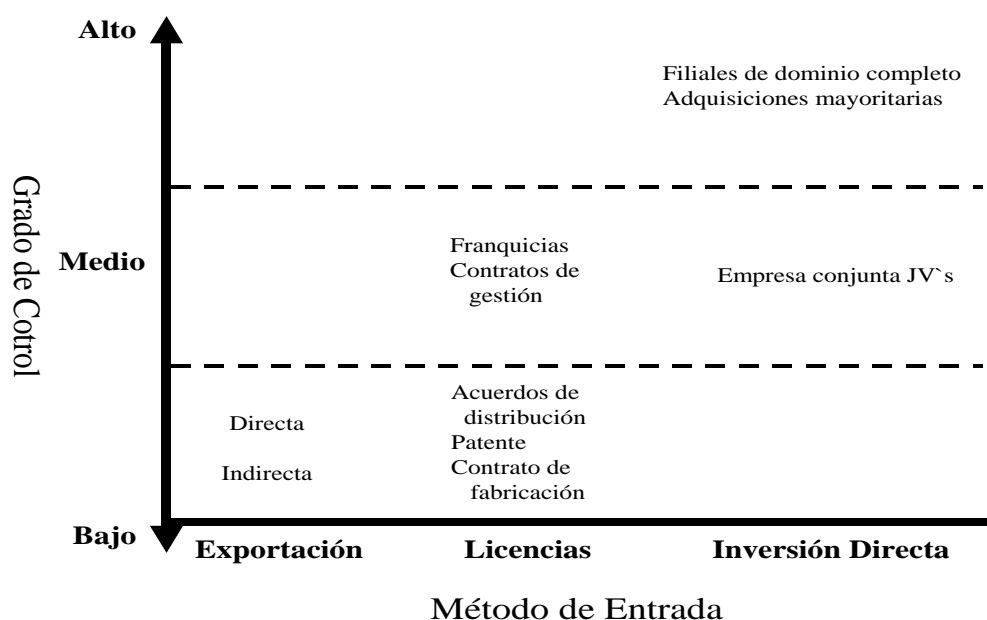 Alto
Filiales de dominio completo
Adquisiciones mayoritarias
Grado de Cotrol
Medio
Franquicias
Contratos de
gestión
Empresa conjunta JV`s
Acuerdos de
distribución
Patente
Contrato de
fabricación
Directa
Indirecta
Bajo
Exportación
Licencias
Inversión Directa
Método de Entrada